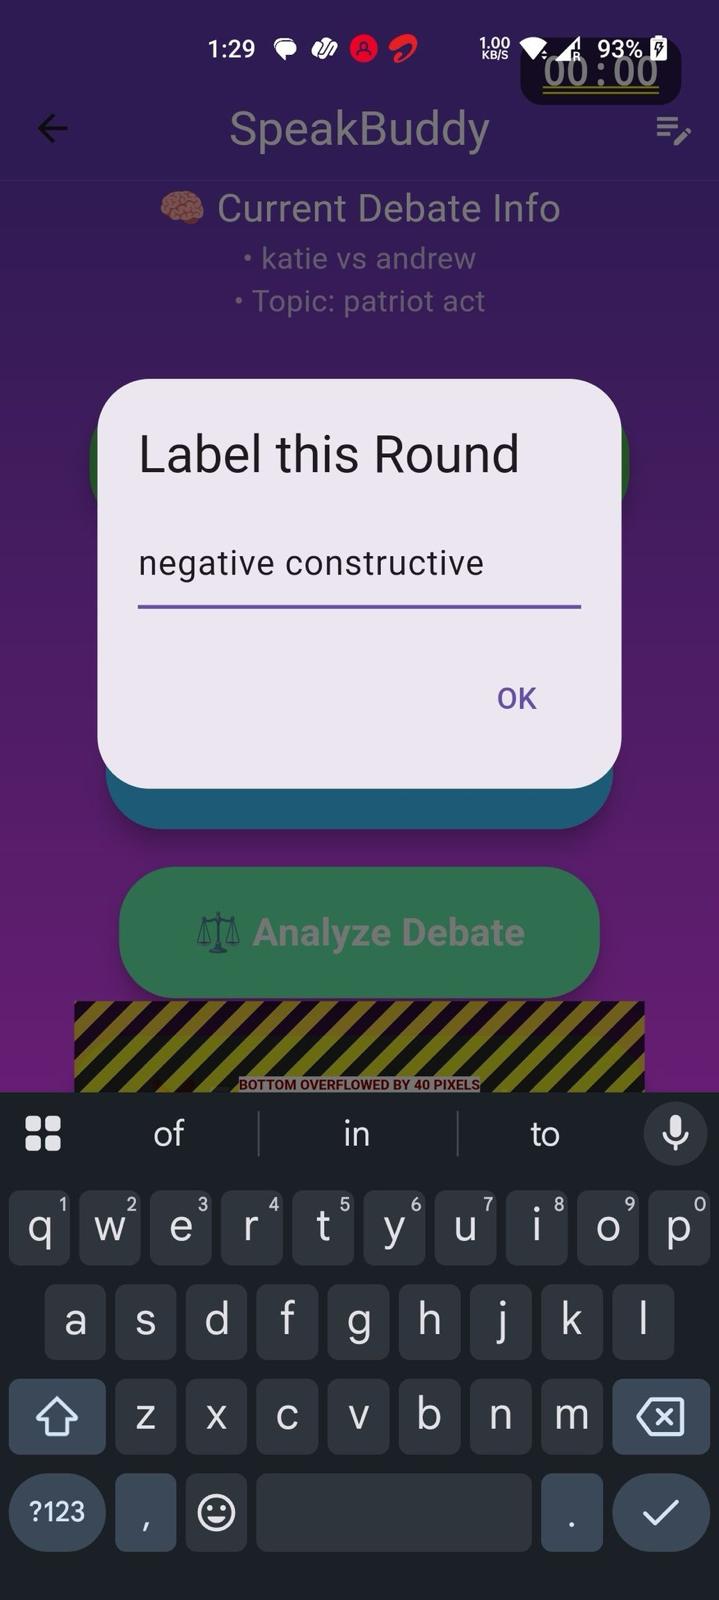 1:29 1.00 KB/S R 93%
00:00
SpeakBuddy
🧠 Current Debate Info
• katie vs andrew
• Topic: patriot act
Label this Round
negative constructive
OK
⚖️ Analyze Debate
BOTTOM OVERFLOWED BY 40 PIXELS
of in to
q1 w2 e3 r4 t5 y6 u7 i8 o9 p0
a s d f g h j k l
z x c v b n m
?123 , .